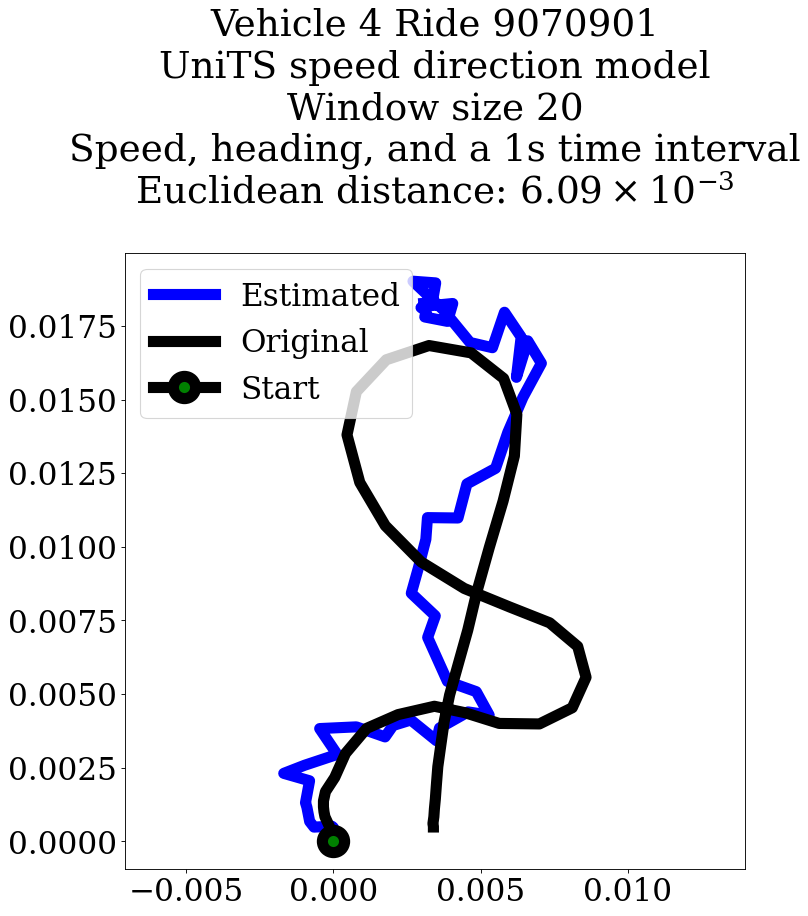 Vehicle 4 Ride 9070901
UniTS speed direction model
Window size 20
Speed, heading, and a 1s time interval
Euclidean distance: 6.09 × 10⁻³
Estimated
Original
Start
0.0175
0.0150
0.0125
0.0100
0.0075
0.0050
0.0025
0.0000
−0.005 0.000 0.005 0.010